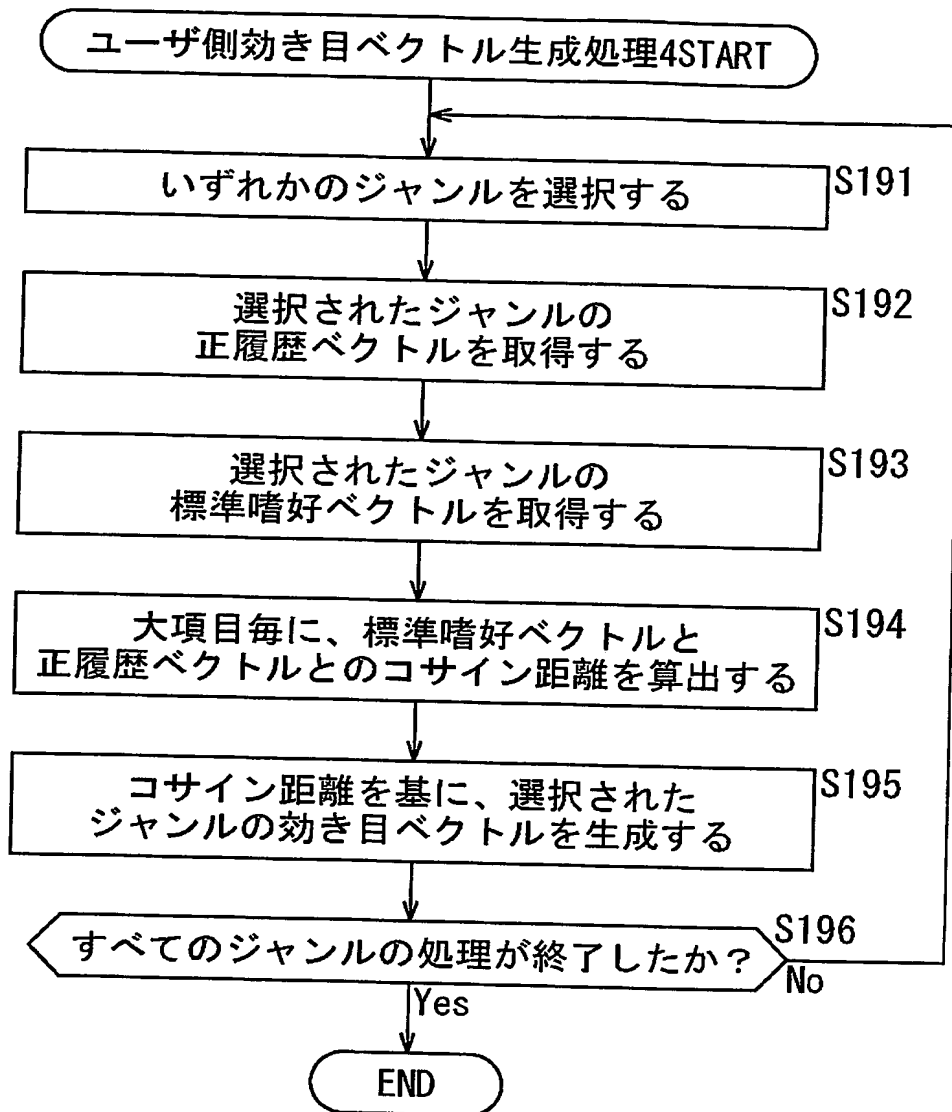 ユーザ側効き目ベクトル生成処理4START
いずれかのジャンルを選択する
S191
選択されたジャンルの
正履歴ベクトルを取得する
S192
選択されたジャンルの
標準嗜好ベクトルを取得する
S193
大項目毎に、標準嗜好ベクトルと
正履歴ベクトルとのコサイン距離を算出する
S194
コサイン距離を基に、選択された
ジャンルの効き目ベクトルを生成する
S195
すべてのジャンルの処理が終了したか？
S196
No
Yes
END